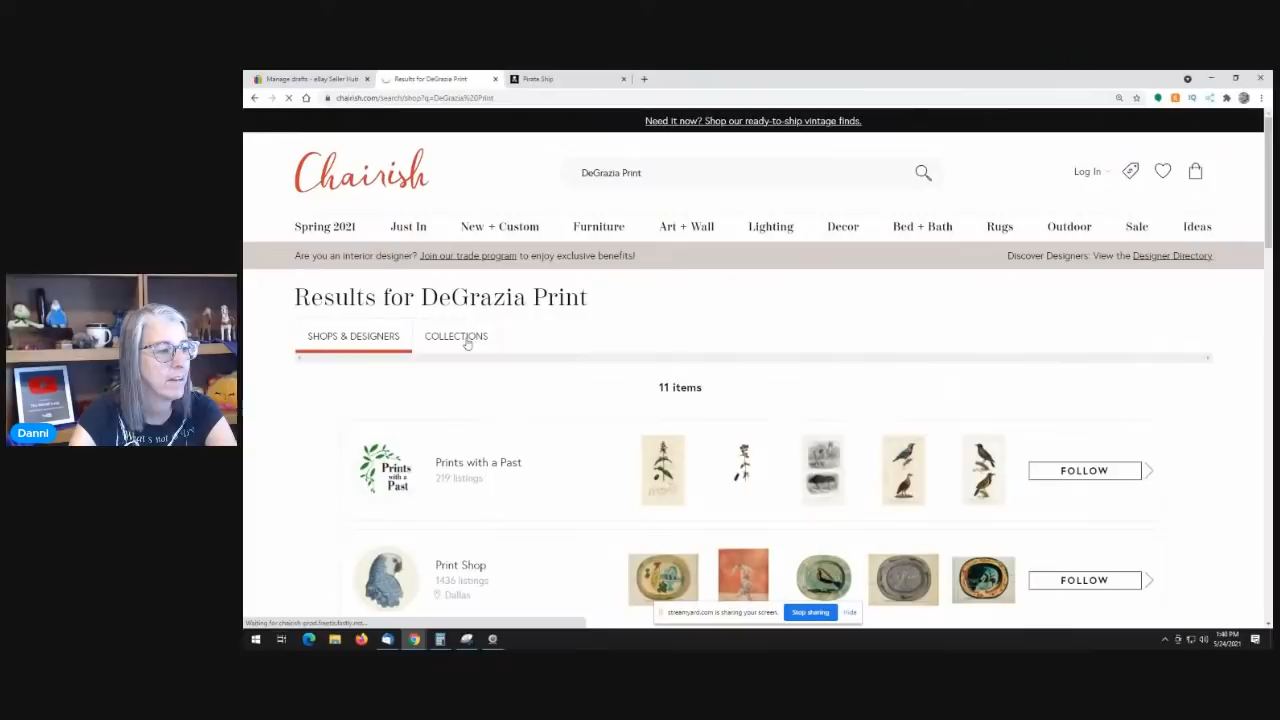 Manage drafts - eBay Seller Hub
Results for DeGrazia Print
Pirate Ship
chairish.com/search/shop?q=DeGrazia%20Print
Need it now? Shop our ready-to-ship vintage finds.
Chairish
DeGrazia Print
Log In
Spring 2021 Just In New + Custom Furniture Art + Wall Lighting Decor Bed + Bath Rugs Outdoor Sale Ideas
Are you an interior designer? Join our trade program to enjoy exclusive benefits!
Discover Designers: View the Designer Directory
Results for DeGrazia Print
SHOPS & DESIGNERS COLLECTIONS
11 items
Prints with a Past
Prints with a Past
219 listings
FOLLOW
Print Shop
1436 listings
Dallas
FOLLOW
streamyard.com is sharing your screen. Stop sharing Hide
1:40 PM
5/24/2021
Danni